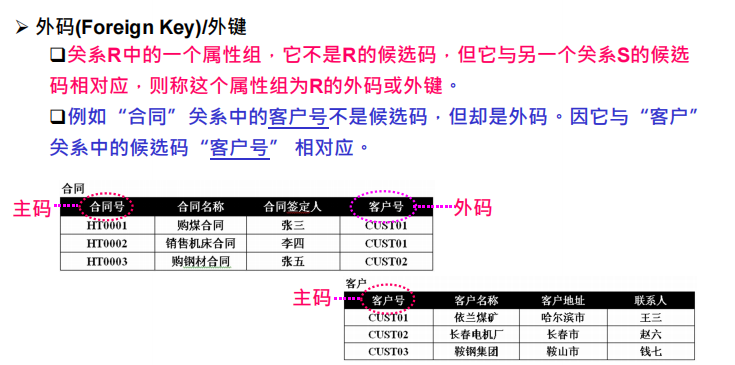 ➢ 外码(Foreign Key)/外键
❑关系R中的一个属性组，它不是R的候选码，但它与另一个关系S的候选
码相对应，则称这个属性组为R的外码或外键。
❑例如“合同”关系中的客户号不是候选码，但却是外码。因它与“客户”
关系中的候选码“客户号” 相对应。
合同
主码 合同号 合同名称 合同签定人 客户号 外码
HT0001 购煤合同 张三 CUST01
HT0002 销售机床合同 李四 CUST01
HT0003 购钢材合同 张五 CUST02
客户
主码 客户号 客户名称 客户地址 联系人
CUST01 依兰煤矿 哈尔滨市 王三
CUST02 长春电机厂 长春市 赵六
CUST03 鞍钢集团 鞍山市 钱七